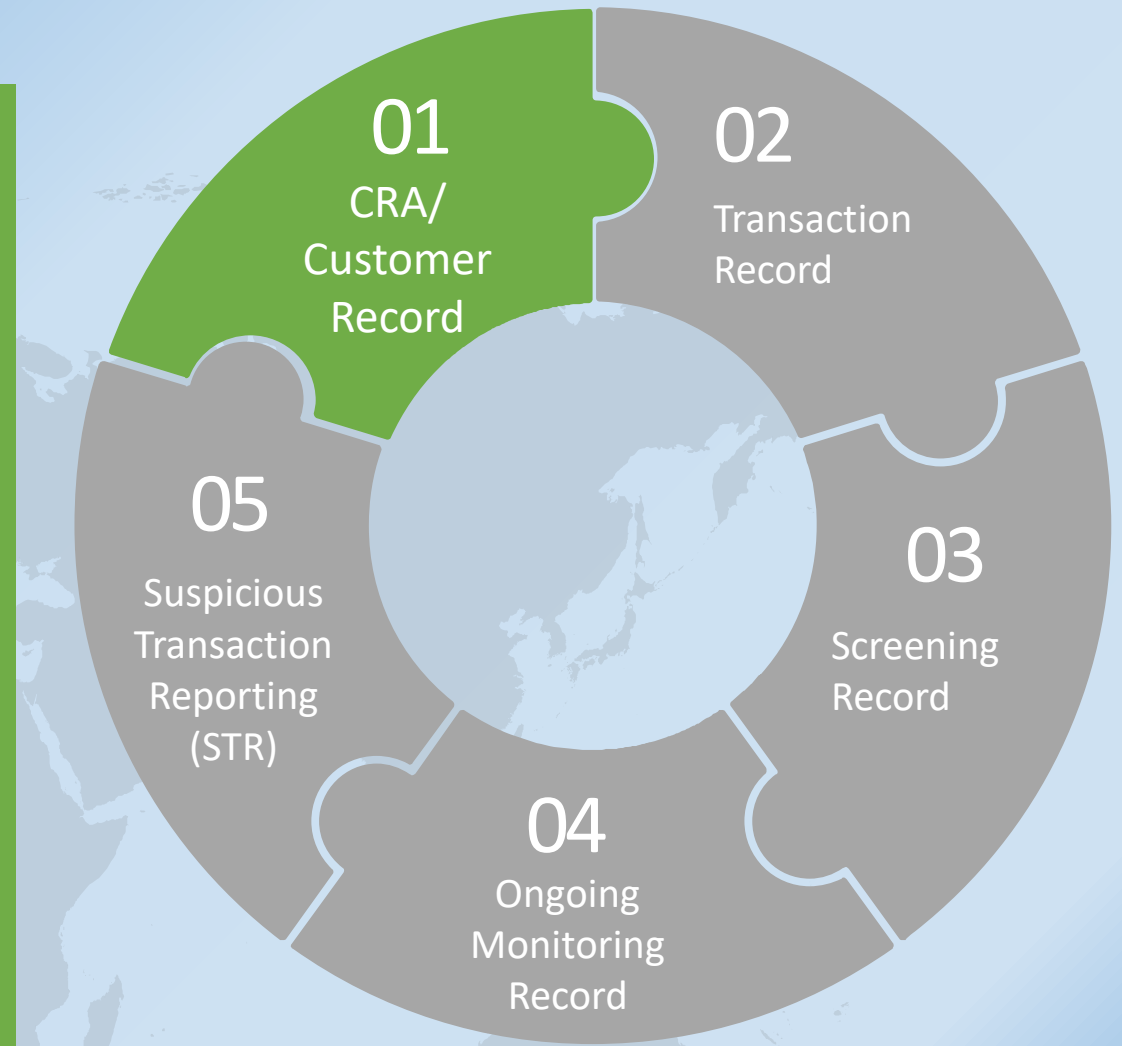 01
CRA/
Customer
Record
02
Transaction
Record
03
Screening
Record
04
Ongoing
Monitoring
Record
05
Suspicious
Transaction
Reporting
(STR)